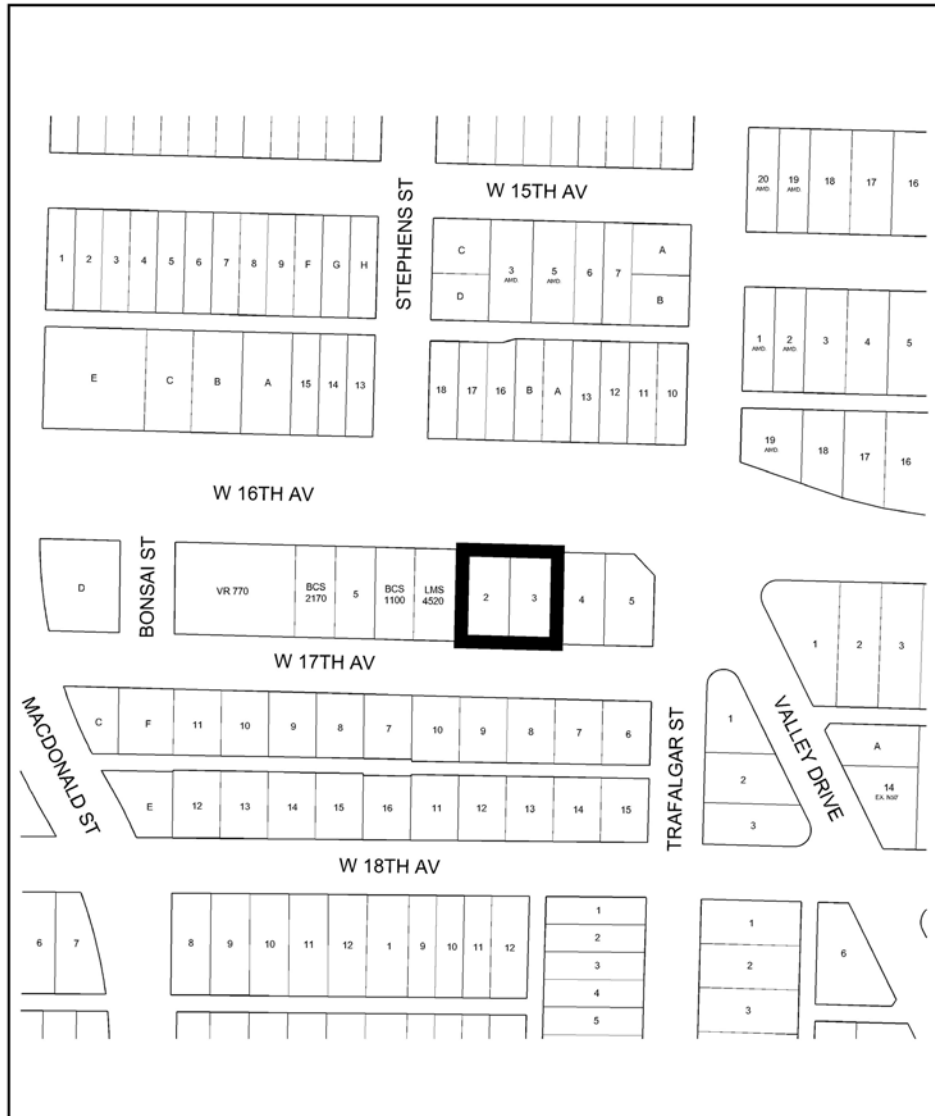 W 15TH AV
STEPHENS ST
20
AMD.
19
AMD.
18
17
16
1
2
3
4
5
6
7
8
9
F
G
H
C
D
3
AMD.
5
AMD.
6
7
A
B
1
AMD.
2
AMD.
3
4
5
E
C
B
A
15
14
13
18
17
16
B
A
13
12
11
10
19
AMD.
18
17
16
W 16TH AV
BONSAI ST
D
VR 770
BCS
2170
5
BCS
1100
LMS
4520
2
3
4
5
1
2
3
W 17TH AV
MACDONALD ST
C
F
11
10
9
8
7
10
9
8
7
6
TRAFALGAR ST
1
2
3
VALLEY DRIVE
A
14
EX. N10'
E
12
13
14
15
16
11
12
13
14
15
W 18TH AV
6
7
8
9
10
11
12
1
9
10
11
12
1
2
3
4
5
1
2
3
6